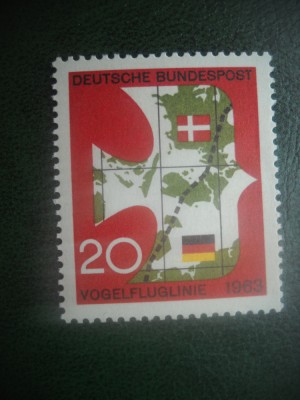 DEUTSCHE BUNDESPOST
20
VOGELFLUGLINIE 1963